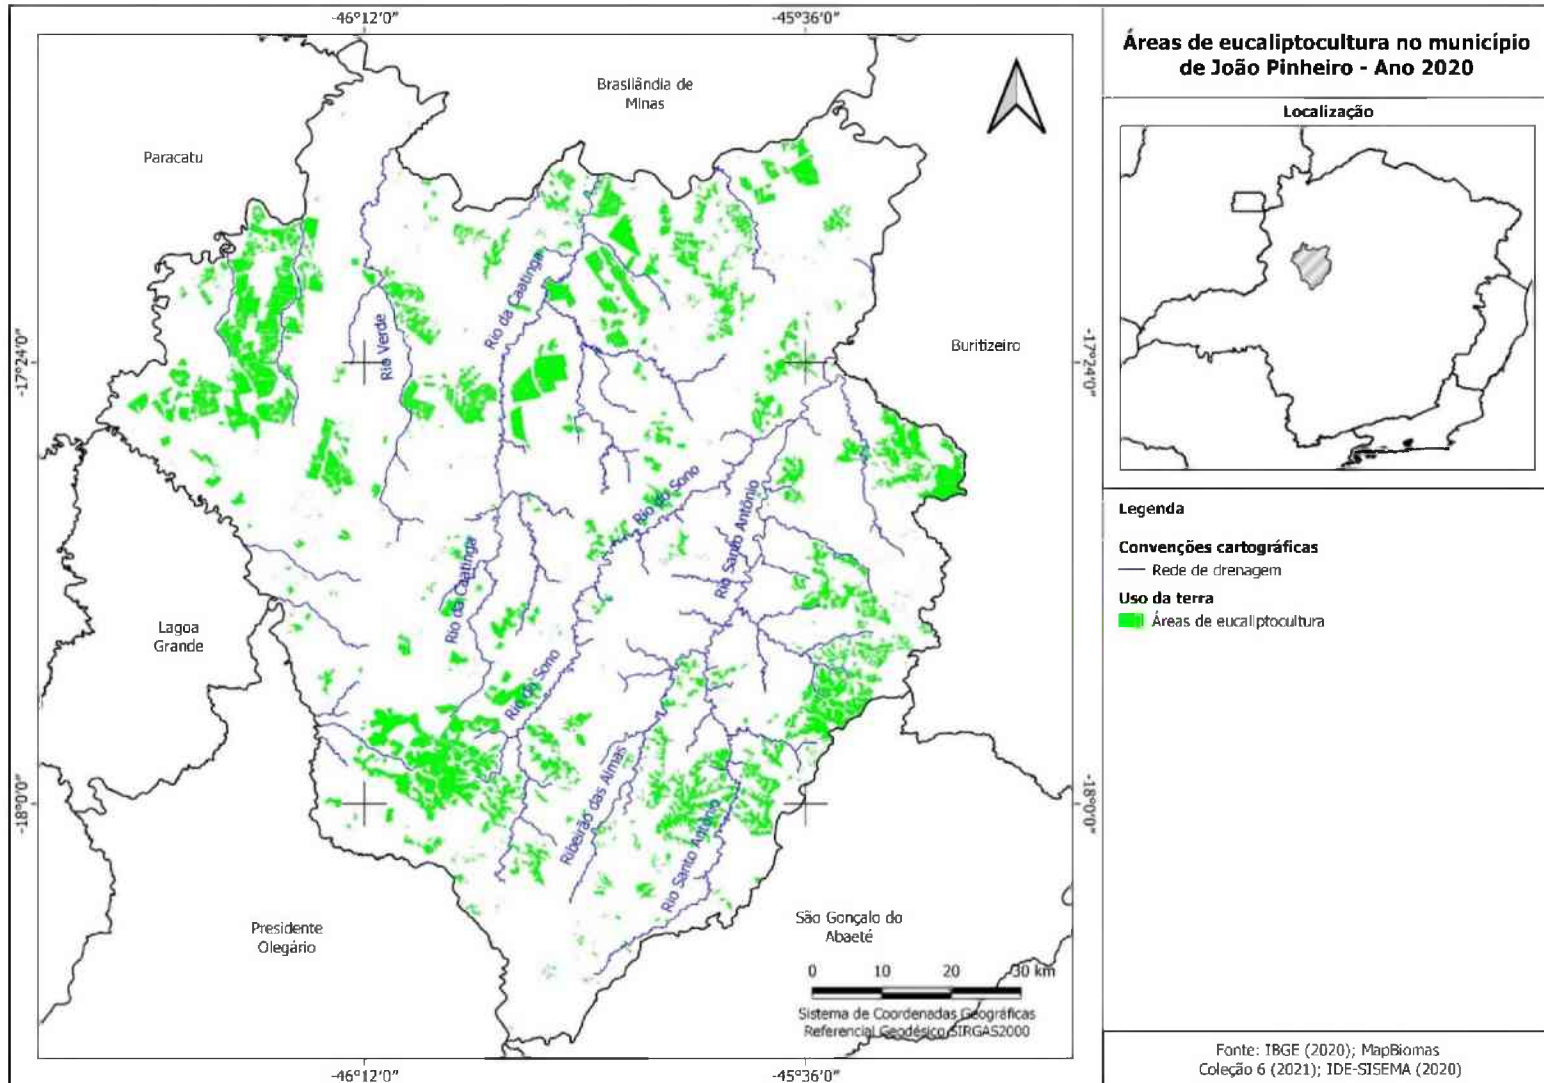 -46°12'0"
-45°36'0"
Brasilândia de
Minas
Paracatu
Rio da Caatinga
Rio Verde
-17°24'0"
Buritizeiro
-17°24'0"
Rio do Sono
Rio Santo Antônio
Rio da Caatinga
Lagoa
Grande
Rio do Sono
-18°0'0"
Ribeirão das Almas
Rio Santo Antônio
-18°0'0"
Presidente
Olegário
São Gonçalo do
Abaeté
0 10 20 30 km
Sistema de Coordenadas Geográficas
Referencial Geodésico SIRGAS2000
-46°12'0"
-45°36'0"
Áreas de eucaliptocultura no município
de João Pinheiro - Ano 2020
Localização
Legenda
Convenções cartográficas
Rede de drenagem
Uso da terra
Áreas de eucaliptocultura
Fonte: IBGE (2020); MapBiomas
Coleção 6 (2021); IDE-SISEMA (2020)